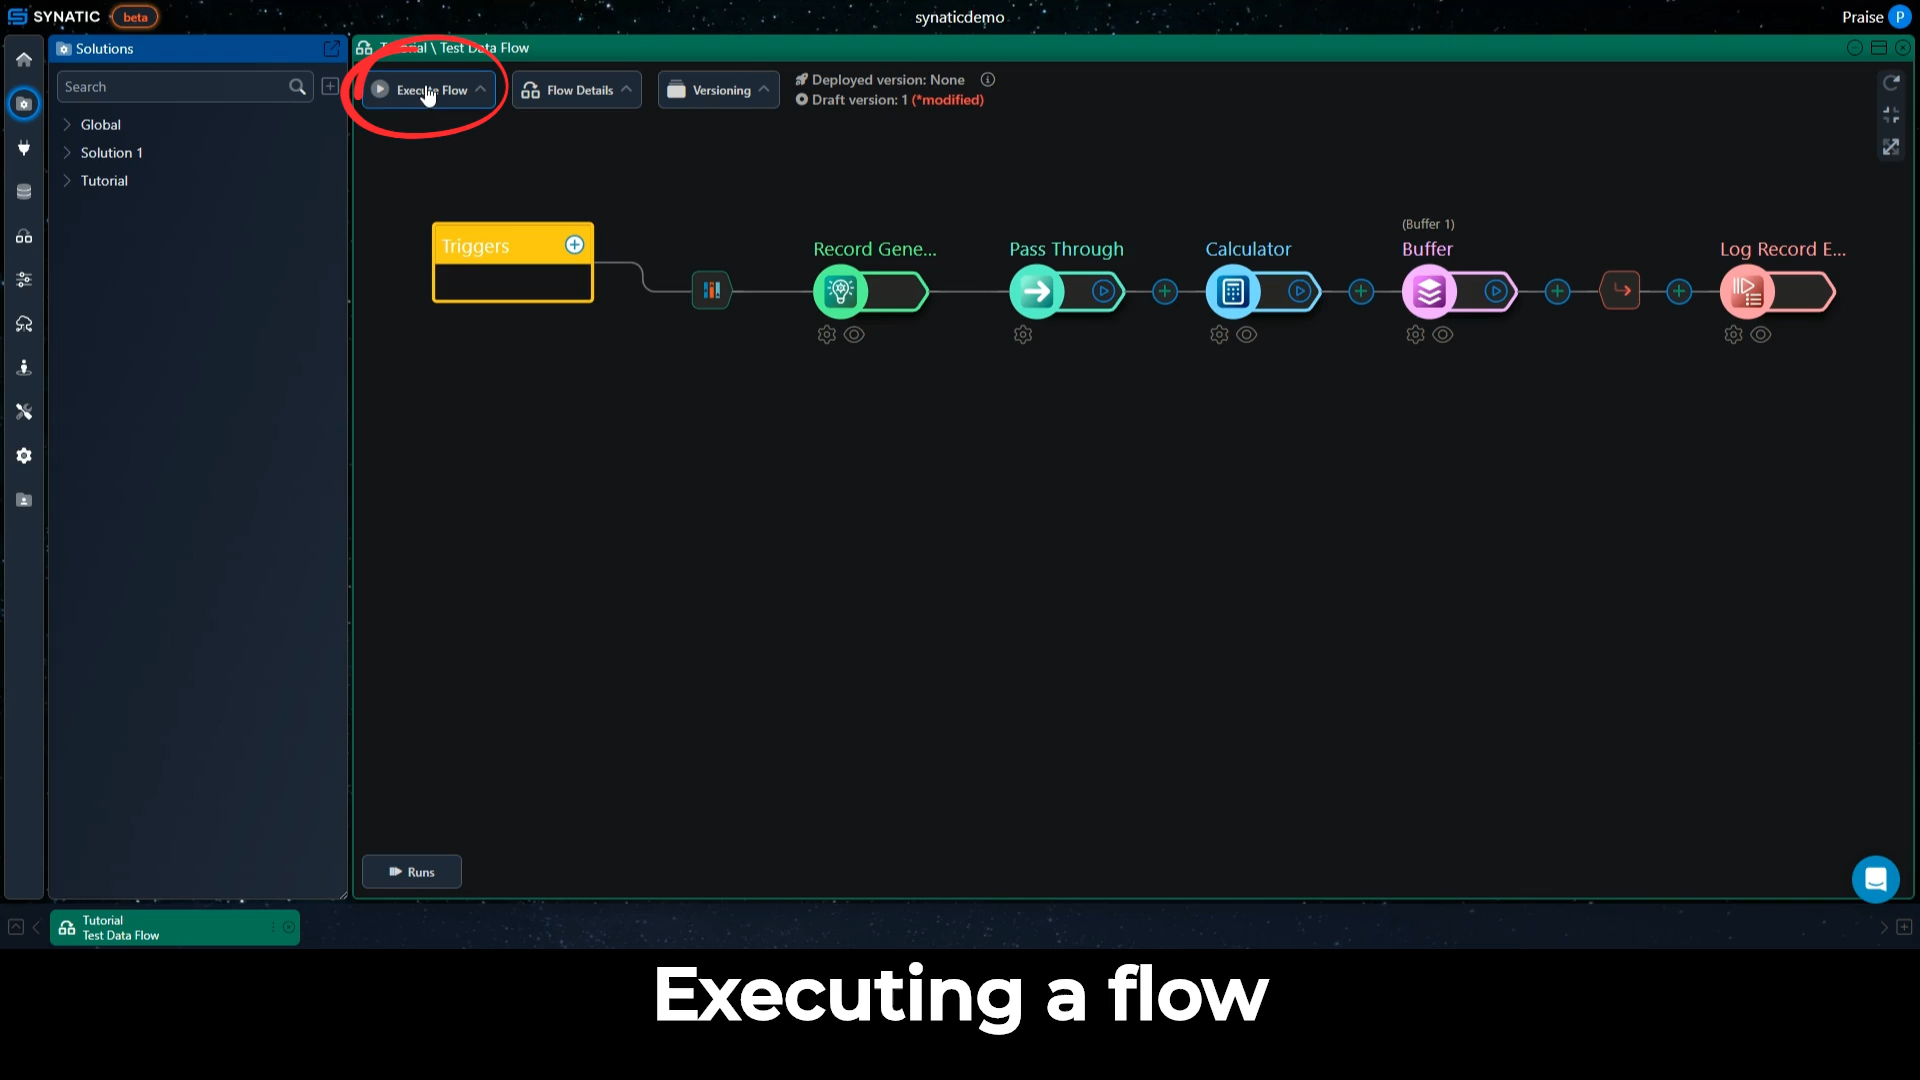 SYNATIC beta
synaticdemo
Praise P
Solutions
Tutorial \ Test Data Flow
Search
Execute Flow
Flow Details
Versioning
Deployed version: None
Draft version: 1 (*modified)
Global
Solution 1
Tutorial
Triggers
Record Gene...
Pass Through
Calculator
(Buffer 1)
Buffer
Log Record E...
Runs
Tutorial
Test Data Flow
Executing a flow